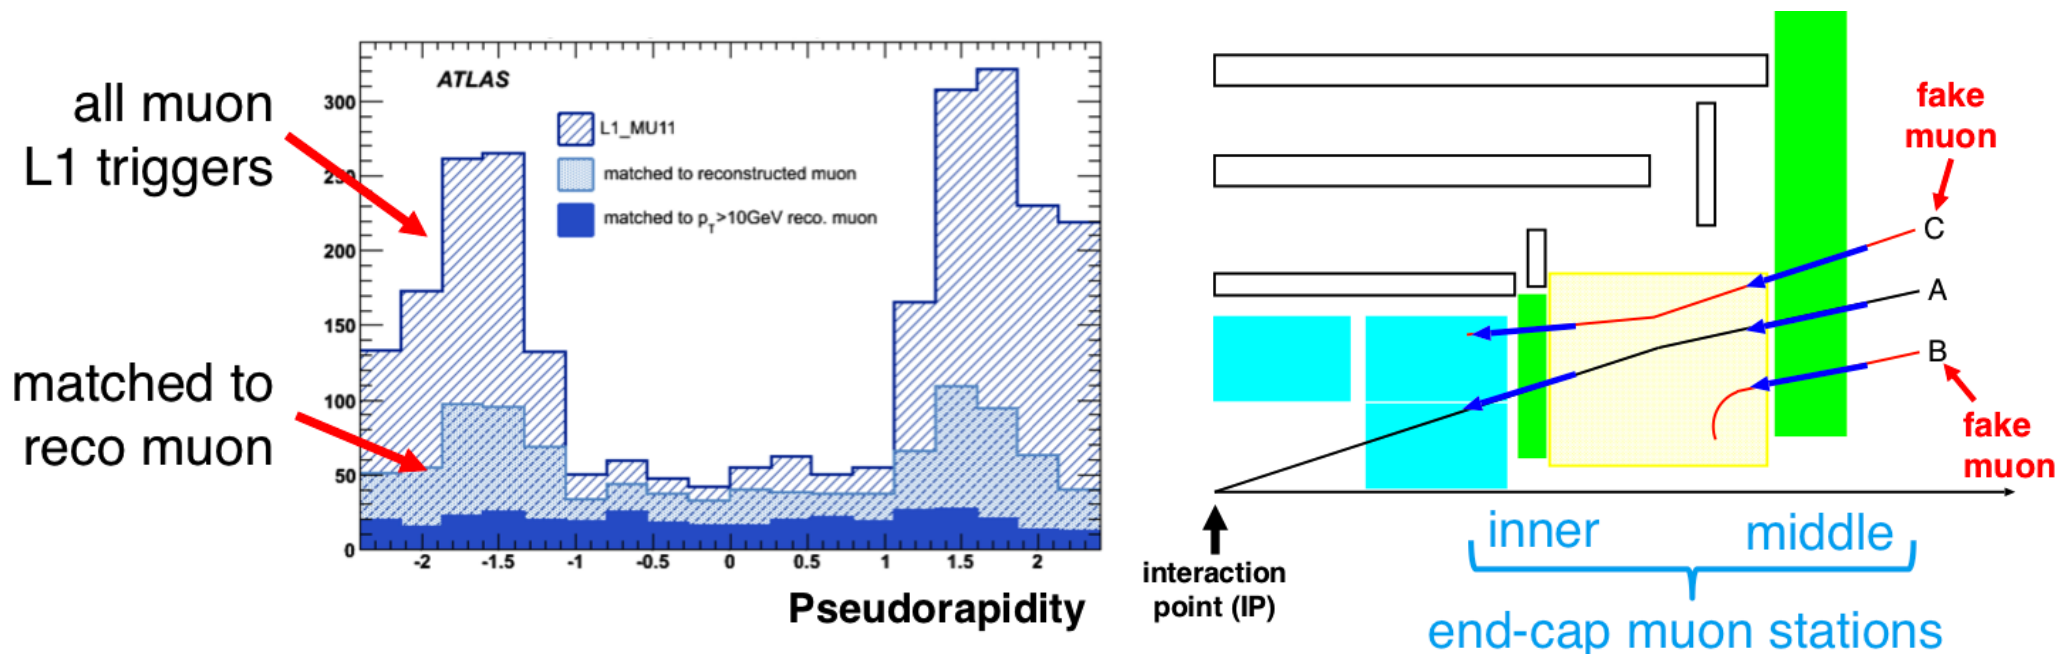 all muon
L1 triggers
matched to
reco muon
ATLAS
L1_MU11
matched to reconstructed muon
matched to pT>10GeV reco. muon
300
250
200
150
100
50
0
-2
-1.5
-1
-0.5
0
0.5
1
1.5
2
Pseudorapidity
fake
muon
C
A
B
fake
muon
interaction
point (IP)
inner
middle
end-cap muon stations